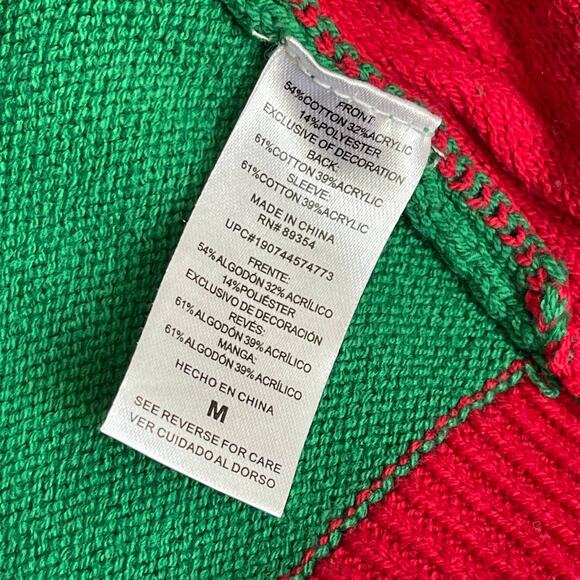 FRONT
54%COTTON 32%ACRYLIC
14%POLYESTER
EXCLUSIVE OF DECORATION
BACK:
61%COTTON 39%ACRYLIC
SLEEVE:
61%COTTON 39%ACRYLIC
MADE IN CHINA
RN# 89354
UPC#190744574773
FRENTE:
54%ALGODÓN 32%ACRÍLICO
14%POLIÉSTER
EXCLUSIVO DE DECORACIÓN
REVES:
61%ALGODÓN 39%ACRÍLICO
MANGA:
61%ALGODÓN 39%ACRÍLICO
HECHO EN CHINA
M
SEE REVERSE FOR CARE
VER CUIDADO AL DORSO